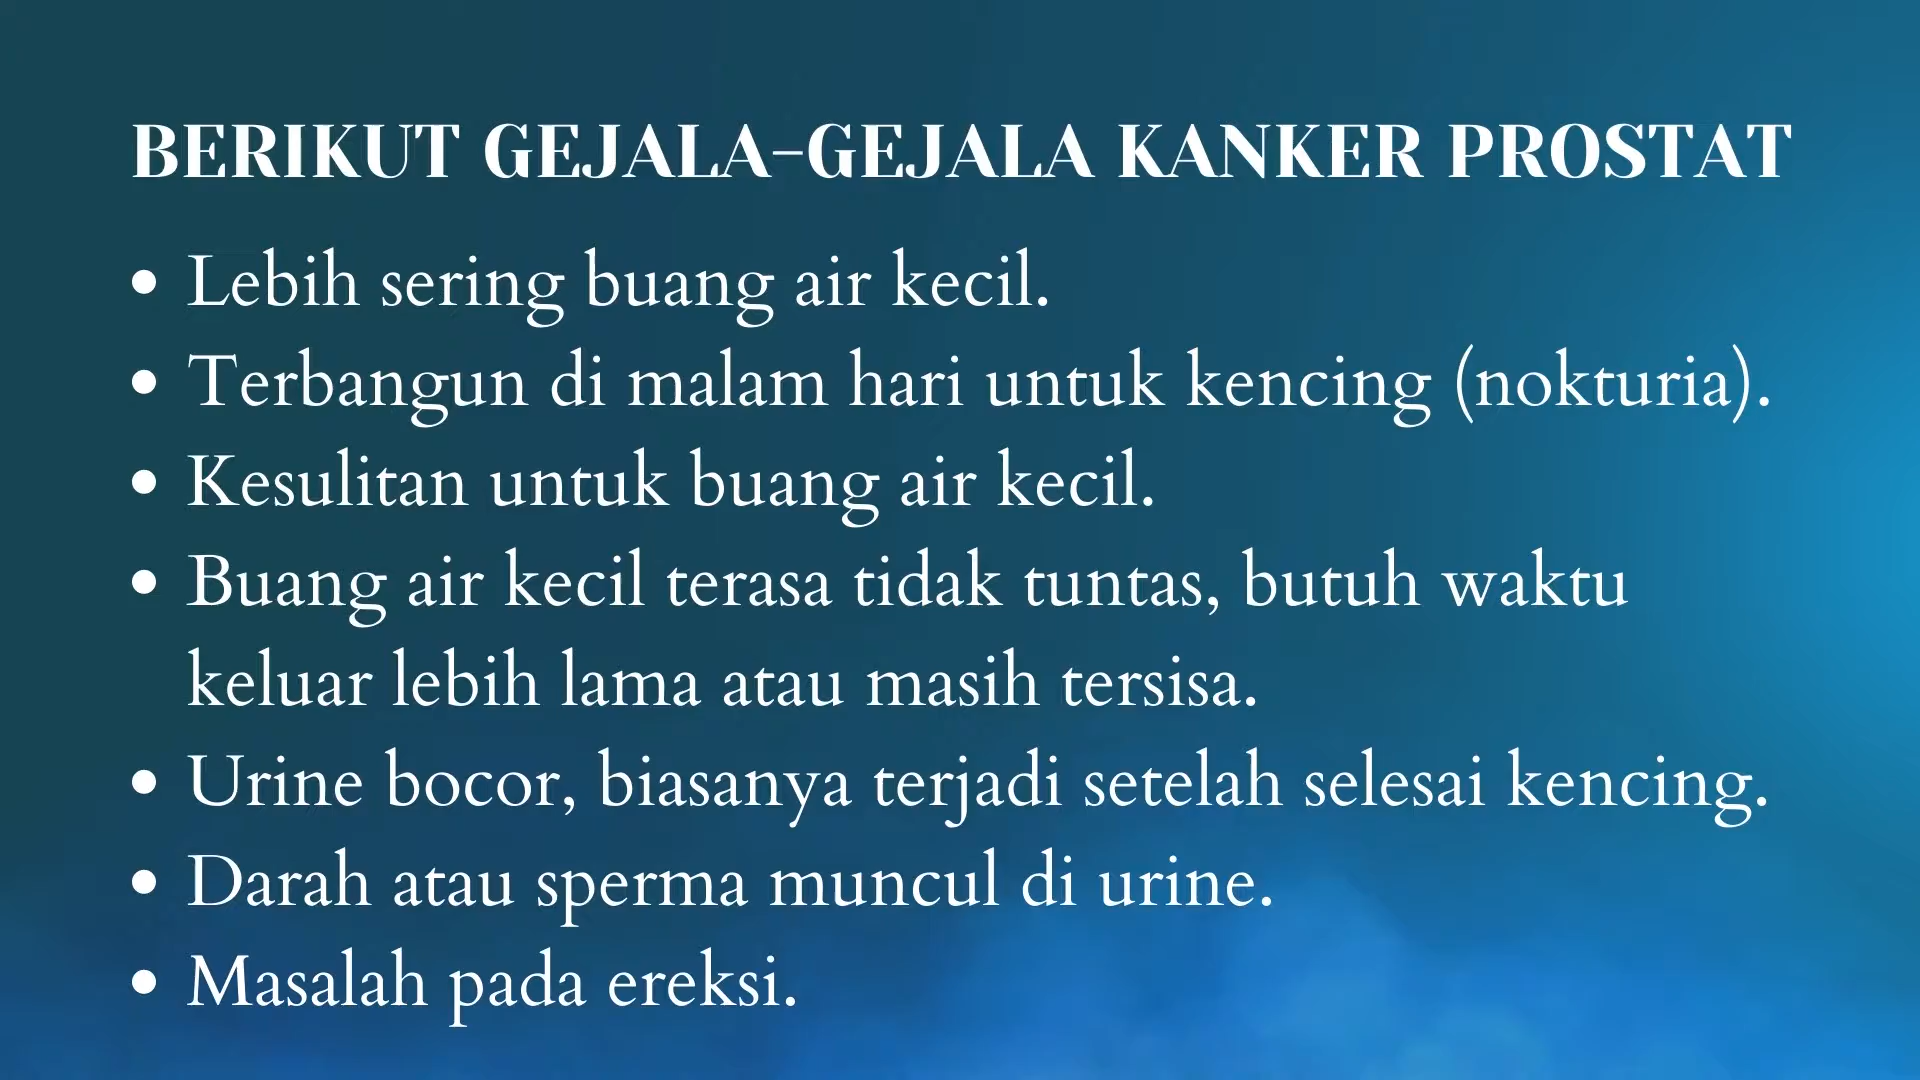 BERIKUT GEJALA-GEJALA KANKER PROSTAT
• Lebih sering buang air kecil.
• Terbangun di malam hari untuk kencing (nokturia).
• Kesulitan untuk buang air kecil.
• Buang air kecil terasa tidak tuntas, butuh waktu
keluar lebih lama atau masih tersisa.
• Urine bocor, biasanya terjadi setelah selesai kencing.
• Darah atau sperma muncul di urine.
• Masalah pada ereksi.